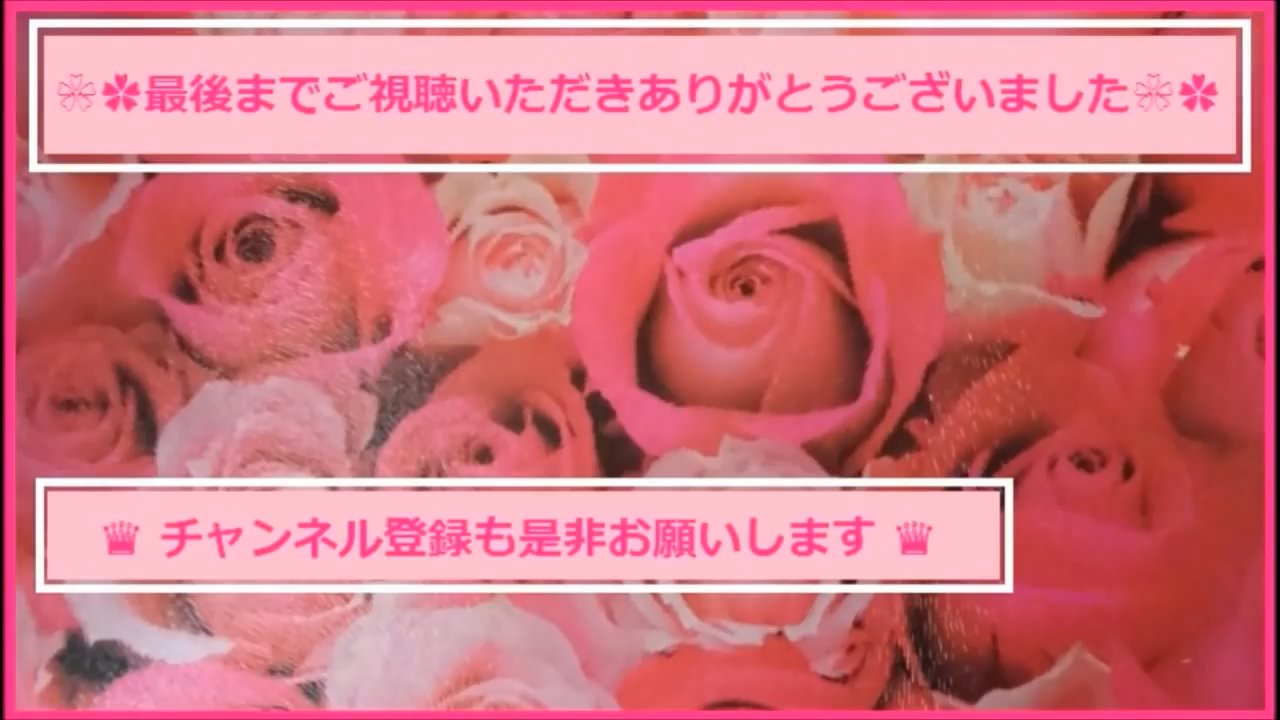 ❀✿最後までご視聴いただきありがとうございました❀✿
♛ チャンネル登録も是非お願いします ♛